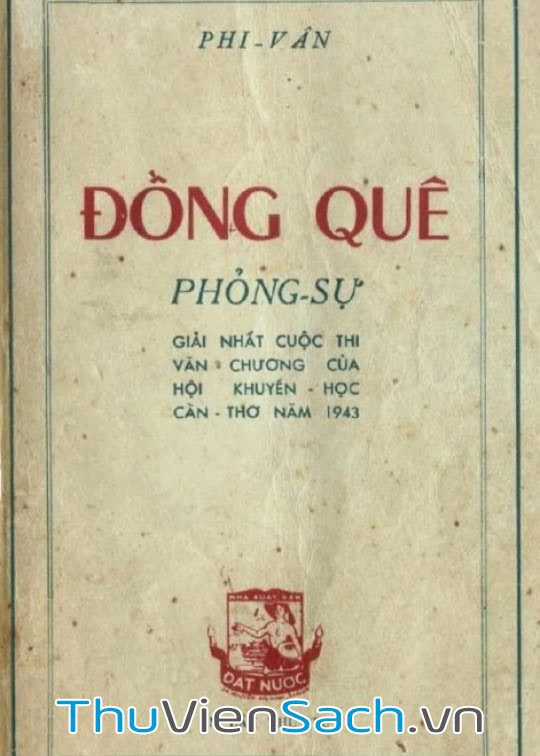 PHI-VÂN
ĐỒNG QUÊ
PHỎNG-SỰ
GIẢI NHẤT CUỘC THI
VĂN CHƯƠNG CỦA
HỘI KHUYẾN-HỌC
CẦN-THƠ NĂM 1943
NHÀ XUẤT BẢN
ĐẤT NƯỚC
ThuVienSach.vn